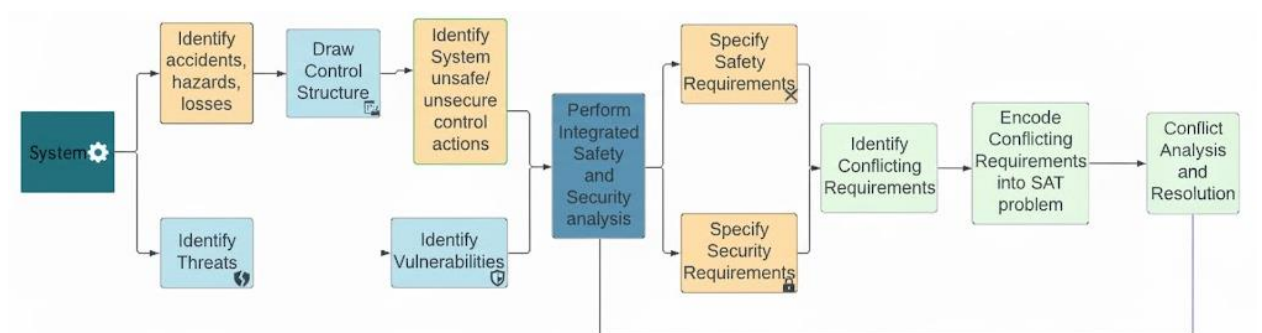 System
Identify
accidents,
hazards,
losses
Draw
Control
Structure
Identify
System
unsafe/
unsecure
control
actions
Identify
Threats
Identify
Vulnerabilities
Perform
Integrated
Safety
and
Security
analysis
Specify
Safety
Requirements
Specify
Security
Requirements
Identify
Conflicting
Requirements
Encode
Conflicting
Requirements
into SAT
problem
Conflict
Analysis
and
Resolution